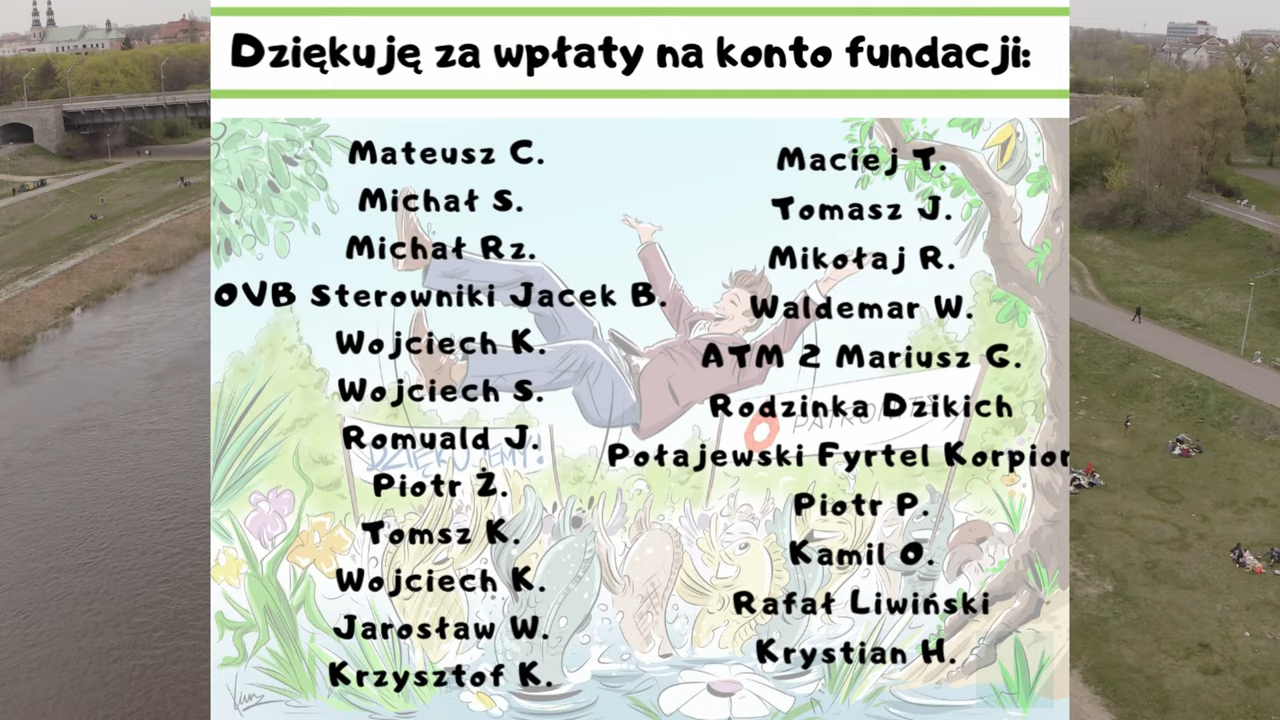 Dziękuję za wpłaty na konto fundacji:
Mateusz C.
Michał S.
Michał Rz.
OVB Sterowniki Jacek B.
Wojciech K.
Wojciech S.
Romuald J.
Piotr Ż.
Tomsz K.
Wojciech K.
Jarosław W.
Krzysztof K.
Maciej T.
Tomasz J.
Mikołaj R.
Waldemar W.
ATM 2 Mariusz G.
Rodzinka Dzikich
Połajewski Fyrtel Korpior
Piotr P.
Kamil O.
Rafał Liwiński
Krystian H.
DZIĘKUJEMY!